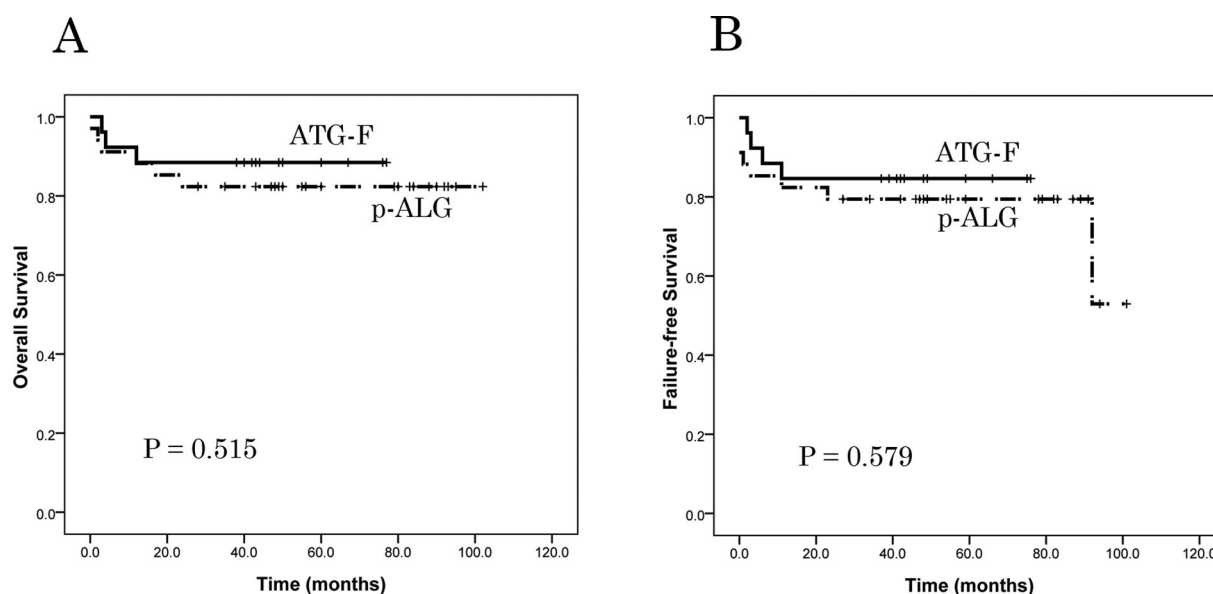 A
Overall Survival
1.0
0.8
0.6
0.4
0.2
0.0
ATG-F
p-ALG
P = 0.515
0.0 20.0 40.0 60.0 80.0 100.0 120.0
Time (months)
B
Failure-free Survival
1.0
0.8
0.6
0.4
0.2
0.0
ATG-F
p-ALG
P = 0.579
0.0 20.0 40.0 60.0 80.0 100.0 120.0
Time (months)